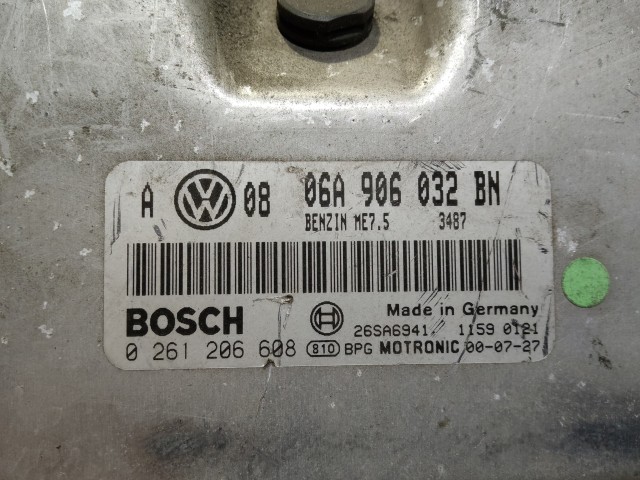 A 08 06A 906 032 BN
BENZIN ME7.5 3487
BOSCH Made in Germany
26SA6941. 1159 0121
0 261 206 608 810 BPG MOTRONIC 00-07-27